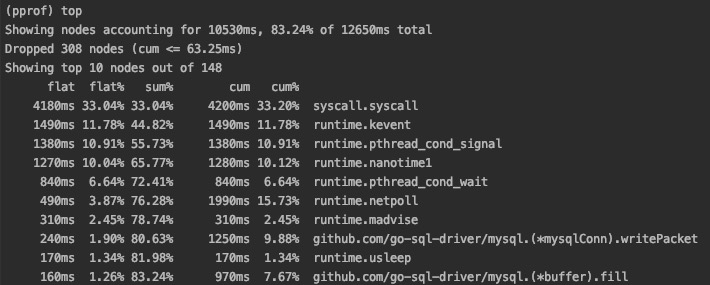 (pprof) top
Showing nodes accounting for 10530ms, 83.24% of 12650ms total
Dropped 308 nodes (cum <= 63.25ms)
Showing top 10 nodes out of 148
flat flat% sum% cum cum%
4180ms 33.04% 33.04% 4200ms 33.20% syscall.syscall
1490ms 11.78% 44.82% 1490ms 11.78% runtime.kevent
1380ms 10.91% 55.73% 1380ms 10.91% runtime.pthread_cond_signal
1270ms 10.04% 65.77% 1280ms 10.12% runtime.nanotime1
840ms 6.64% 72.41% 840ms 6.64% runtime.pthread_cond_wait
490ms 3.87% 76.28% 1990ms 15.73% runtime.netpoll
310ms 2.45% 78.74% 310ms 2.45% runtime.madvise
240ms 1.90% 80.63% 1250ms 9.88% github.com/go-sql-driver/mysql.(*mysqlConn).writePacket
170ms 1.34% 81.98% 170ms 1.34% runtime.usleep
160ms 1.26% 83.24% 970ms 7.67% github.com/go-sql-driver/mysql.(*buffer).fill